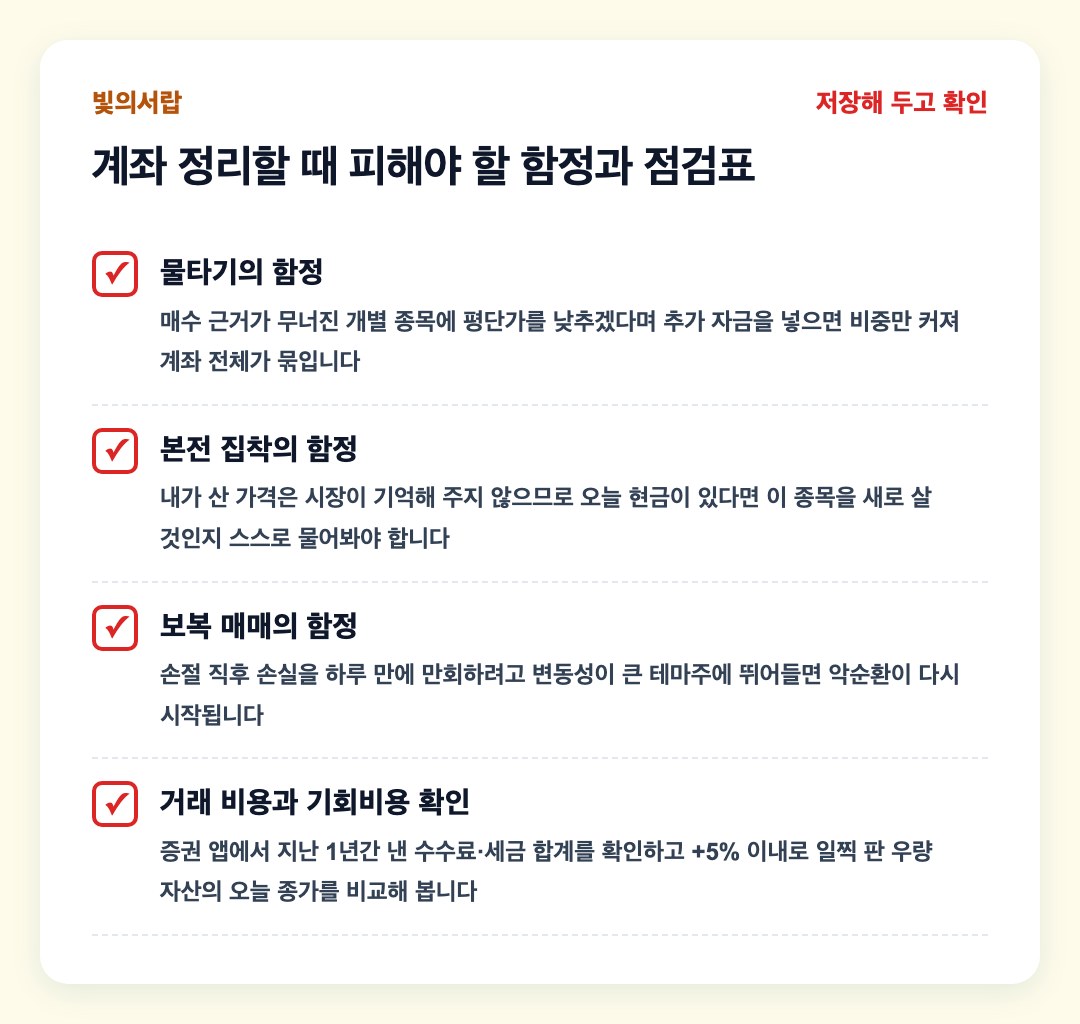 빛의서랍
저장해 두고 확인
계좌 정리할 때 피해야 할 함정과 점검표
물타기의 함정
매수 근거가 무너진 개별 종목에 평단가를 낮추겠다며 추가 자금을 넣으면 비중만 커져
계좌 전체가 묶입니다
본전 집착의 함정
내가 산 가격은 시장이 기억해 주지 않으므로 오늘 현금이 있다면 이 종목을 새로 살
것인지 스스로 물어봐야 합니다
보복 매매의 함정
손절 직후 손실을 하루 만에 만회하려고 변동성이 큰 테마주에 뛰어들면 악순환이 다시
시작됩니다
거래 비용과 기회비용 확인
증권 앱에서 지난 1년간 낸 수수료·세금 합계를 확인하고 +5% 이내로 일찍 판 우량
자산의 오늘 종가를 비교해 봅니다